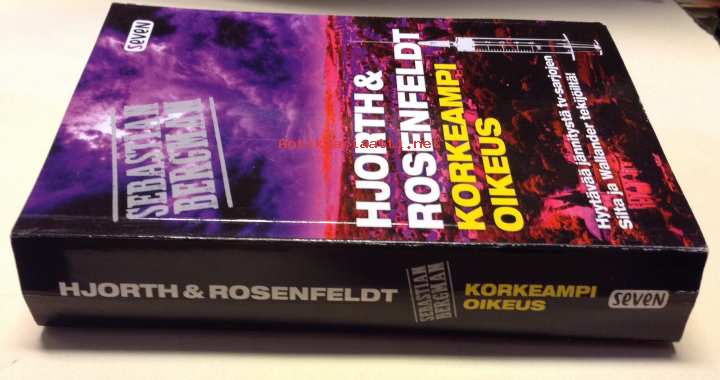 seven
SEBASTIAN
BERGMAN
HJORTH &
ROSENFELDT
KORKEAMPI
OIKEUS
Hyytävää jännitystä tv-sarjojen
Silta ja Wallander tekijöiltä!
HJORTH & ROSENFELDT
SEBASTIAN
BERGMAN
KORKEAMPI
OIKEUS
seven